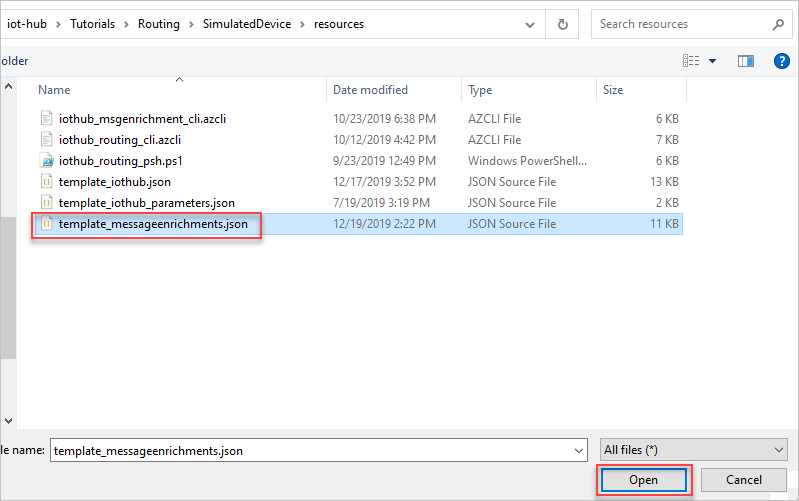 iot-hub > Tutorials > Routing > SimulatedDevice > resources Search resources
older ?
Name Date modified Type Size
iothub_msgenrichment_cli.azcli 10/23/2019 6:38 PM AZCLI File 6 KB
iothub_routing_cli.azcli 10/12/2019 4:42 PM AZCLI File 7 KB
iothub_routing_psh.ps1 9/23/2019 12:49 PM Windows PowerShell... 6 KB
template_iothub.json 12/17/2019 3:52 PM JSON Source File 13 KB
template_iothub_parameters.json 7/19/2019 3:19 PM JSON Source File 2 KB
template_messageenrichments.json 12/19/2019 2:22 PM JSON Source File 11 KB
le name: template_messageenrichments.json All files (*)
Open Cancel